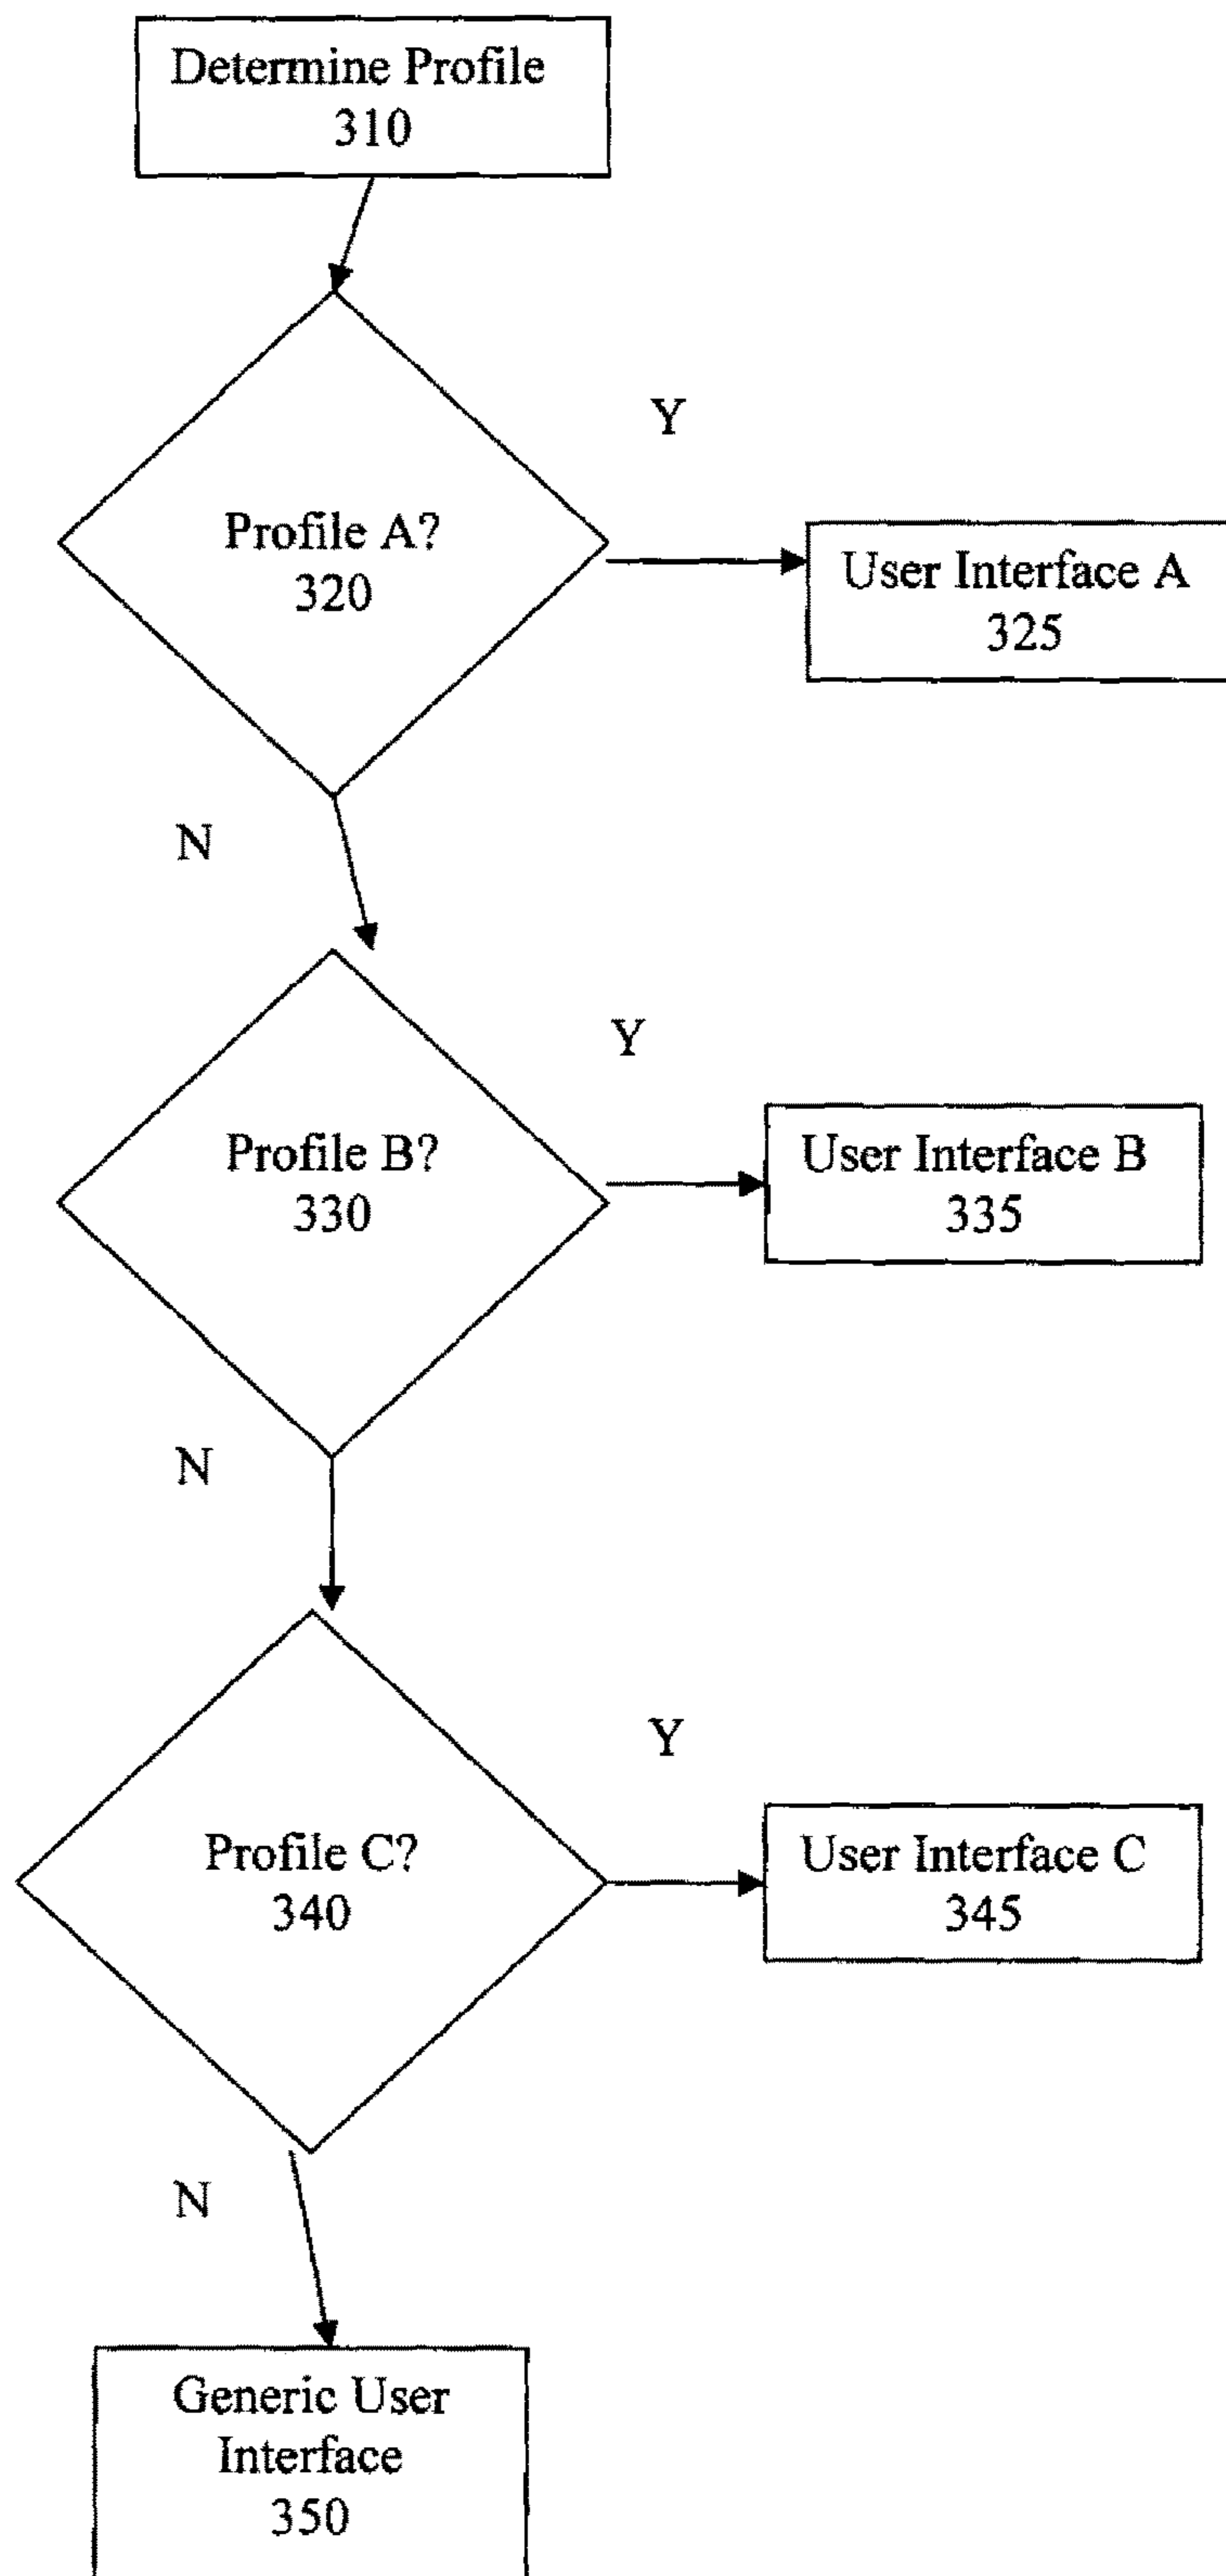 Determine Profile
310
Y
Profile A?
320
User Interface A
325
N
Y
Profile B?
330
User Interface B
335
N
Y
Profile C?
340
User Interface C
345
N
Generic User
Interface
350